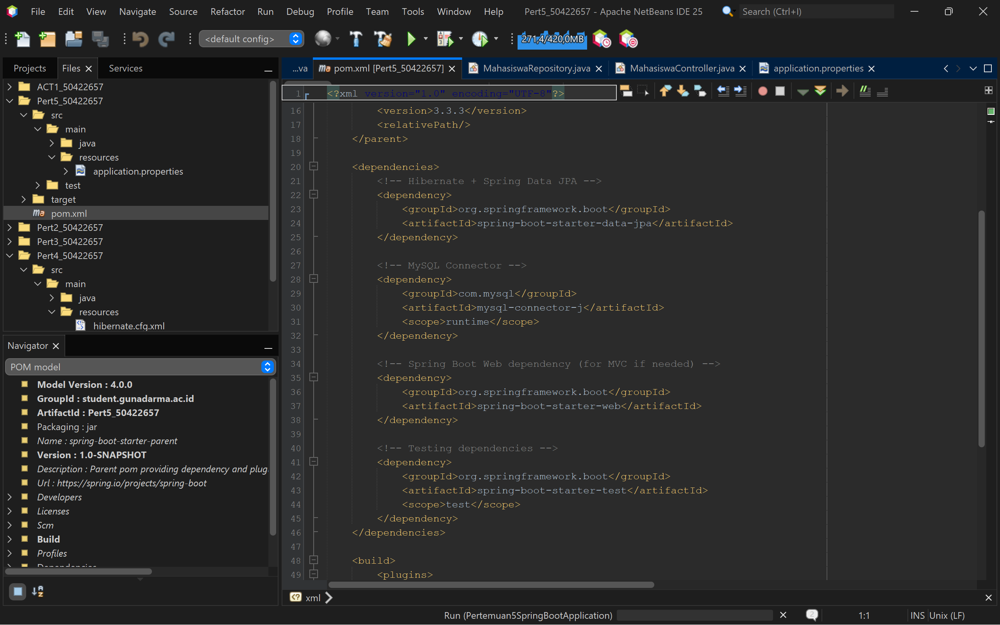 File Edit View Navigate Source Refactor Run Debug Profile Team Tools Window Help Pert5_50422657 - Apache NetBeans IDE 25 Search (Ctrl+I)
<default config> 271,4/420,0MB
Projects Files Services
ACT1_50422657
Pert5_50422657
src
main
java
resources
application.properties
test
target
pom.xml
Pert2_50422657
Pert3_50422657
Pert4_50422657
src
main
java
resources
hibernate.cfg.xml
Navigator
POM model
Model Version : 4.0.0
GroupId : student.gunadarma.ac.id
ArtifactId : Pert5_50422657
Packaging : jar
Name : spring-boot-starter-parent
Version : 1.0-SNAPSHOT
Description : Parent pom providing dependency and plug
Url : https://spring.io/projects/spring-boot
Developers
Licenses
Scm
Build
Profiles
Dependencies
...va pom.xml [Pert5_50422657] MahasiswaRepository.java MahasiswaController.java application.properties
1 <?xml version="1.0" encoding="UTF-8"?>
16 <version>3.3.3</version>
17 <relativePath/>
18 </parent>
19
20 <dependencies>
21 <!-- Hibernate + Spring Data JPA -->
22 <dependency>
23 <groupId>org.springframework.boot</groupId>
24 <artifactId>spring-boot-starter-data-jpa</artifactId>
25 </dependency>
26
27 <!-- MySQL Connector -->
28 <dependency>
29 <groupId>com.mysql</groupId>
30 <artifactId>mysql-connector-j</artifactId>
31 <scope>runtime</scope>
32 </dependency>
33
34 <!-- Spring Boot Web dependency (for MVC if needed) -->
35 <dependency>
36 <groupId>org.springframework.boot</groupId>
37 <artifactId>spring-boot-starter-web</artifactId>
38 </dependency>
39
40 <!-- Testing dependencies -->
41 <dependency>
42 <groupId>org.springframework.boot</groupId>
43 <artifactId>spring-boot-starter-test</artifactId>
44 <scope>test</scope>
45 </dependency>
46 </dependencies>
47
48 <build>
49 <plugins>
xml
Run (Pertemuan5SpringBootApplication) 2 1:1 INS Unix (LF)